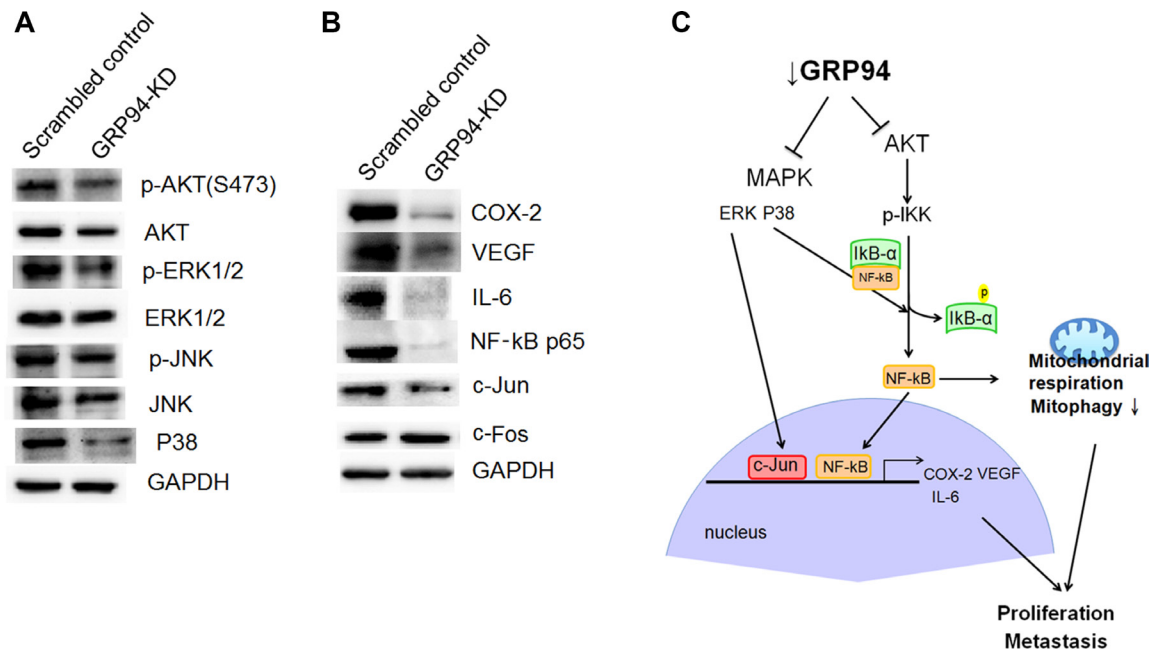 A
Scrambled control
GRP94-KD
p-AKT(S473)
AKT
p-ERK1/2
ERK1/2
p-JNK
JNK
P38
GAPDH
B
Scrambled control
GRP94-KD
COX-2
VEGF
IL-6
NF-kB p65
c-Jun
c-Fos
GAPDH
C
↓GRP94
AKT
MAPK
ERK P38
p-IKK
IkB-α
NF-kB
p
IkB-α
NF-kB
Mitochondrial
respiration
Mitophagy ↓
c-Jun
NF-kB
COX-2 VEGF
IL-6
nucleus
Proliferation
Metastasis